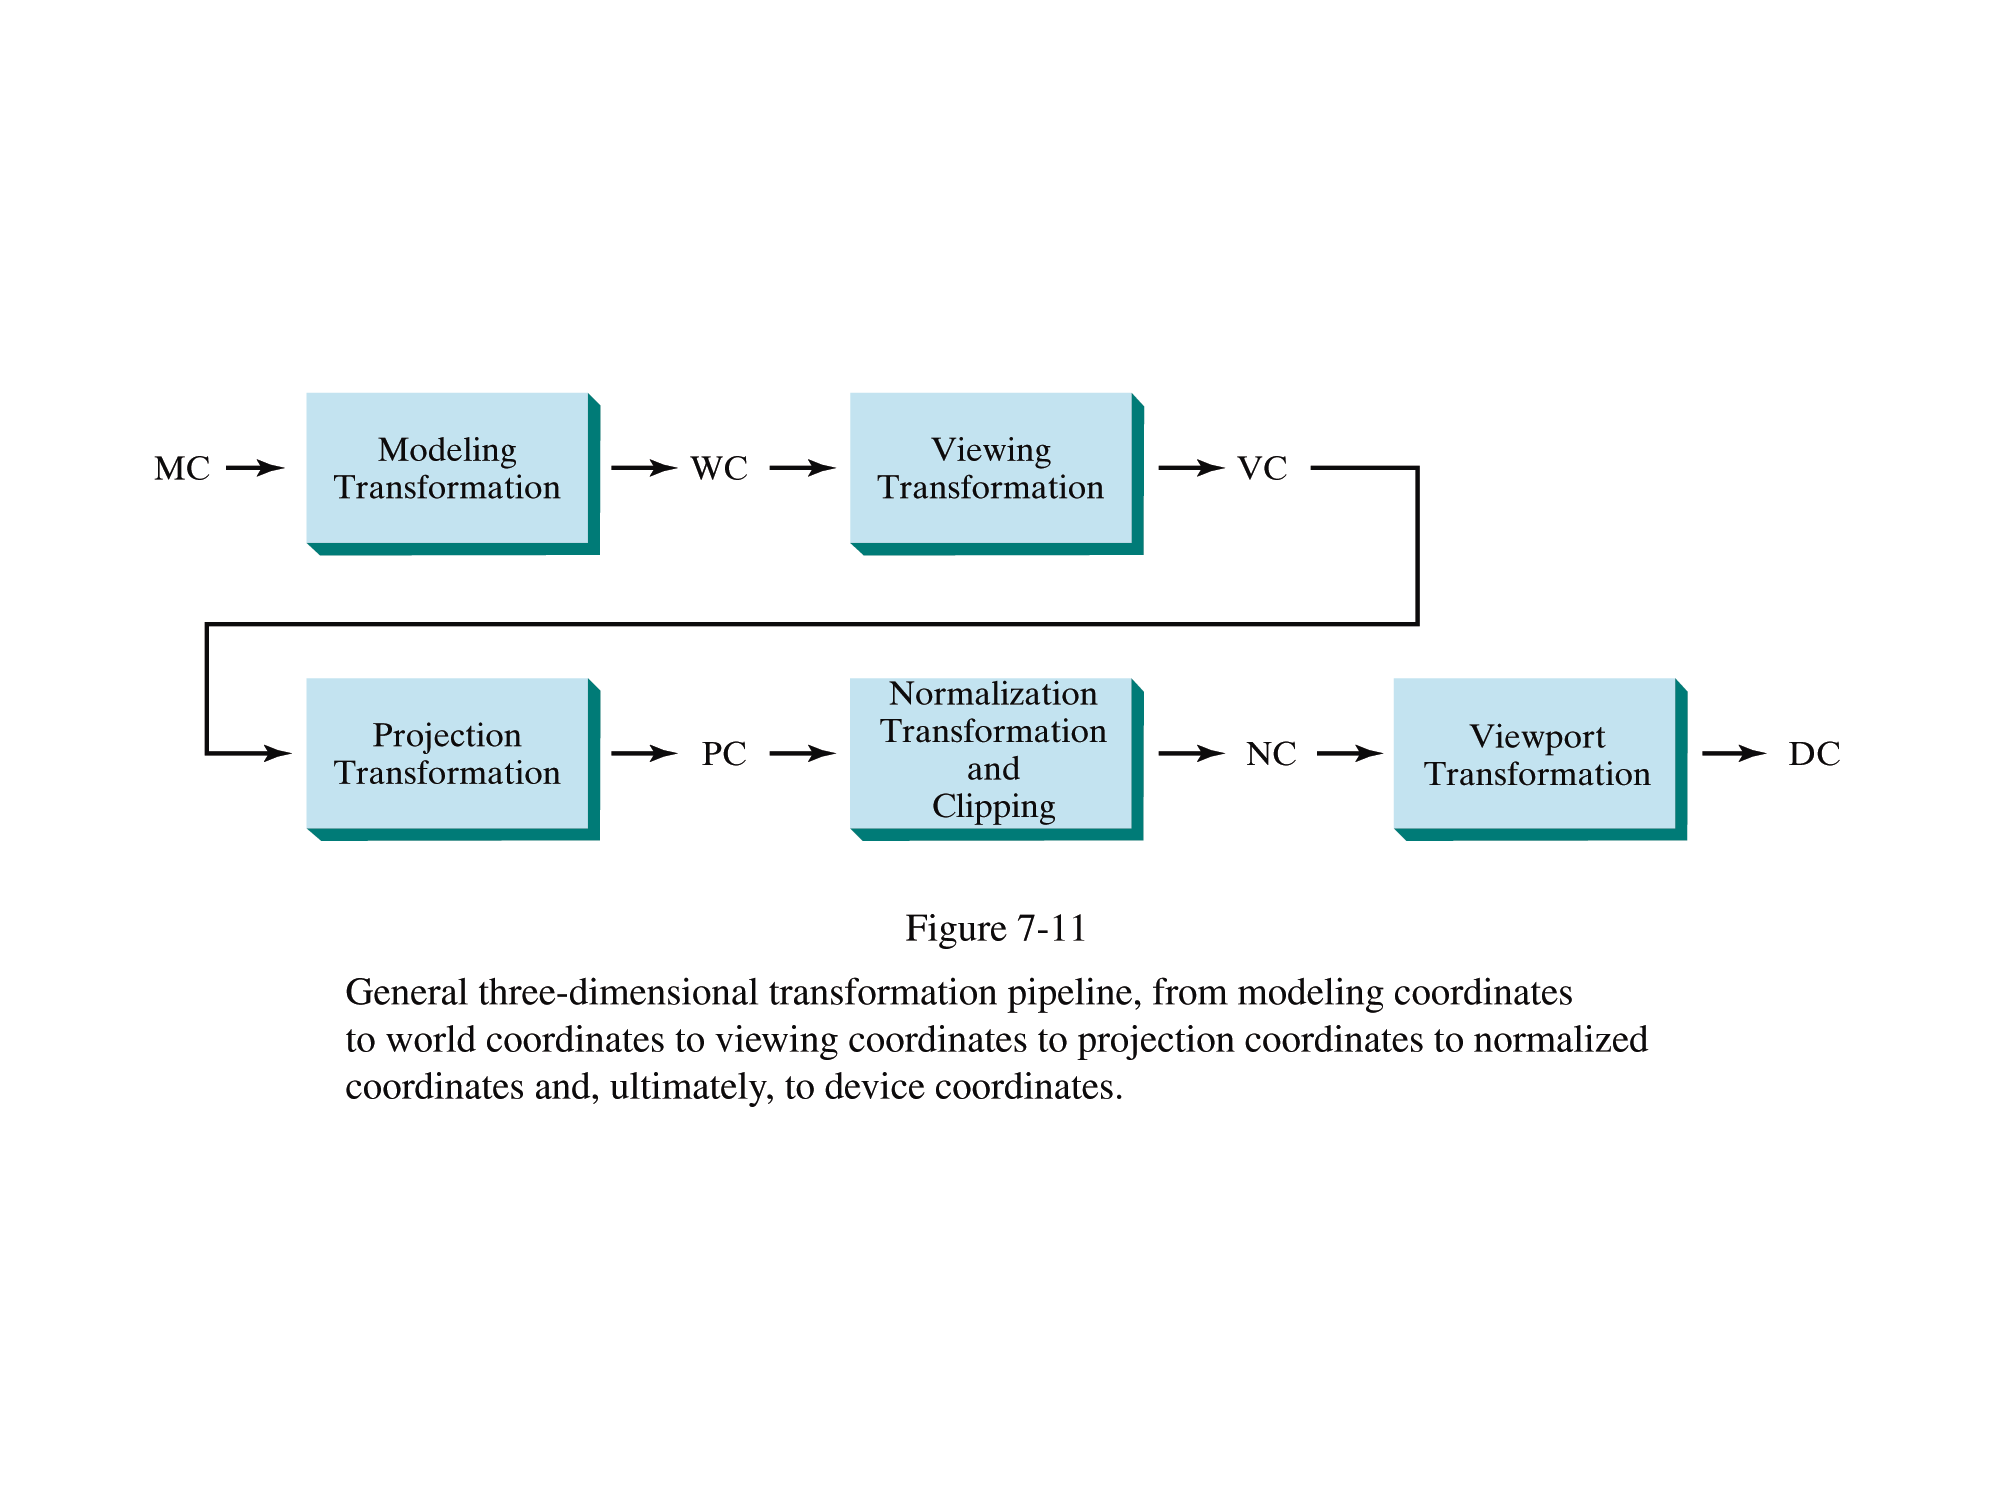 MC
Modeling
Transformation
WC
Viewing
Transformation
VC
Projection
Transformation
PC
Normalization
Transformation
and
Clipping
NC
Viewport
Transformation
DC
Figure 7-11
General three-dimensional transformation pipeline, from modeling coordinates
to world coordinates to viewing coordinates to projection coordinates to normalized
coordinates and, ultimately, to device coordinates.